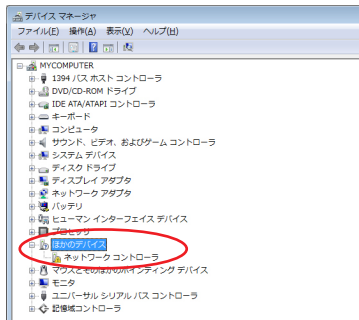 デバイス マネージャ
ファイル(F) 操作(A) 表示(V) ヘルプ(H)
MYCOMPUTER
1394 バス ホスト コントローラ
DVD/CD-ROM ドライブ
IDE ATA/ATAPI コントローラ
キーボード
コンピュータ
サウンド、ビデオ、およびゲーム コントローラ
システム デバイス
ディスク ドライブ
ディスプレイ アダプタ
ネットワーク アダプタ
バッテリ
ヒューマン インターフェイス デバイス
プロセッサ
ほかのデバイス
ネットワーク コントローラ
マウスとそのほかのポインティング デバイス
モニタ
ユニバーサル シリアル バス コントローラ
記憶域コントローラ